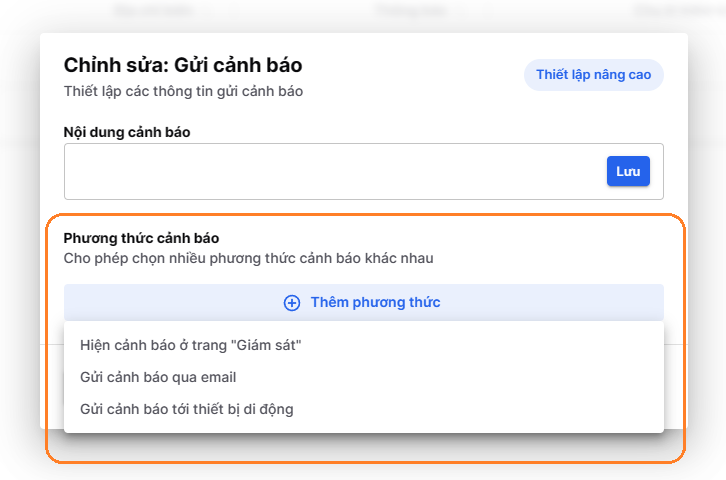 Chỉnh sửa: Gửi cảnh báo
Thiết lập nâng cao
Thiết lập các thông tin gửi cảnh báo
Nội dung cảnh báo
Lưu
Phương thức cảnh báo
Cho phép chọn nhiều phương thức cảnh báo khác nhau
Thêm phương thức
Hiện cảnh báo ở trang "Giám sát"
Gửi cảnh báo qua email
Gửi cảnh báo tới thiết bị di động